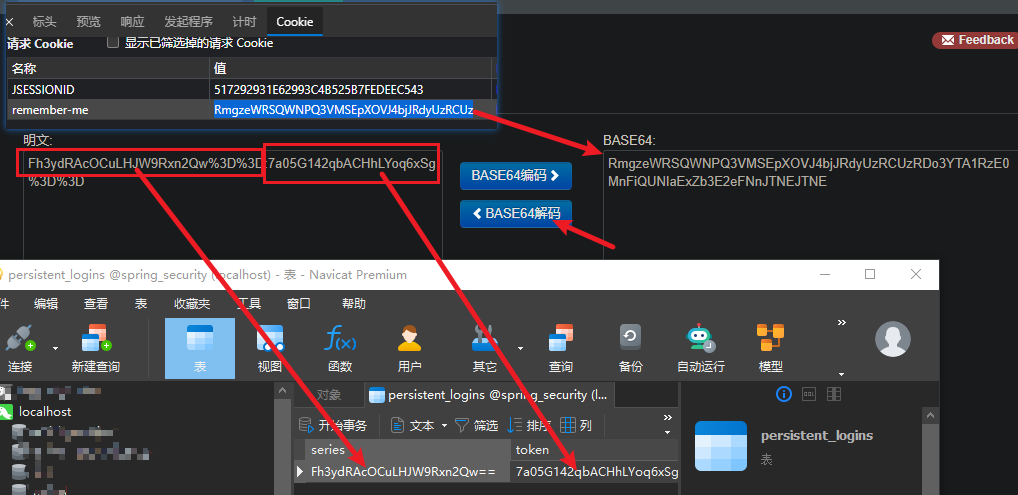 标头 预览 响应 发起程序 计时 Cookie
请求 Cookie 显示已筛选掉的请求 Cookie
名称 值
JSESSIONID 517292931E62993C4B525B7FEDEEC543
remember-me RmgzeWRSQWNPQ3VMSEpXOVJ4bjJRdyUzRCUz
Feedback
明文: BASE64:
Fh3ydRAcOCuLHJW9Rxn2Qw%3D%3D:7a05G142qbACHhLYoq6xSg
%3D%3D
BASE64编码
BASE64解码
RmgzeWRSQWNPQ3VMSEpXOVJ4bjJRdyUzRCUzRDo3YTA1RzE0
MnFiQUNIaExZb3E2eFNnJTNEJTNE
persistent_logins @spring_security (localhost) - 表 - Navicat Premium
件 编辑 查看 表 收藏夹 工具 窗口 帮助
连接 新建查询 表 视图 函数 用户 其它 查询 备份 自动运行 模型
localhost
对象 persistent_logins @spring_security (l...
开始事务 文本 筛选 排序 列
series token
Fh3ydRAcOCuLHJW9Rxn2Qw== 7a05G142qbACHhLYoq6xSg
persistent_logins
表